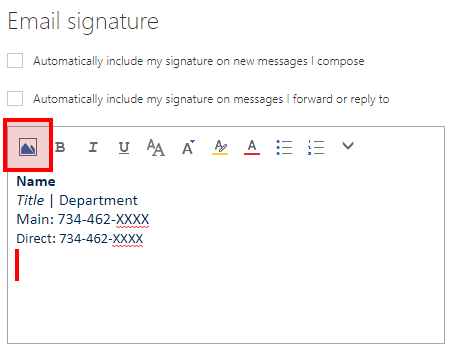 Email signature
Automatically include my signature on new messages I compose
Automatically include my signature on messages I forward or reply to
B I U AA A A
Name
Title | Department
Main: 734-462-XXXX
Direct: 734-462-XXXX